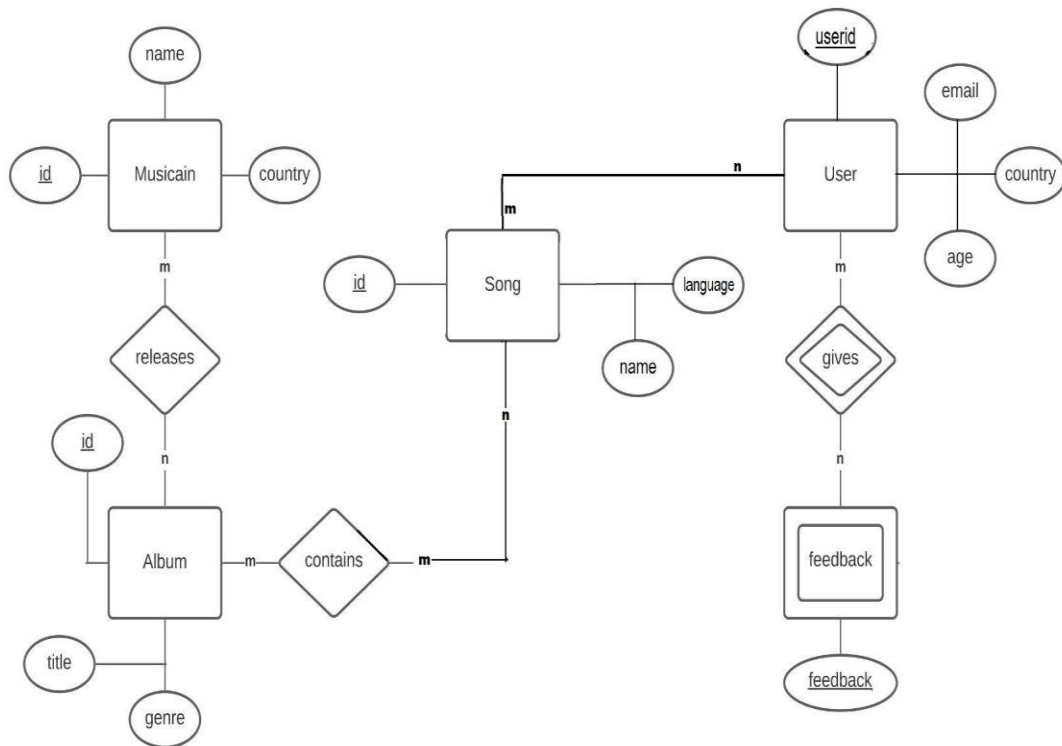 userid
name
email
id
Musicain
country
n
User
country
m
m
id
Song
language
age
m
releases
name
gives
n
id
n
n
Album
m
contains
m
feedback
title
genre
feedback